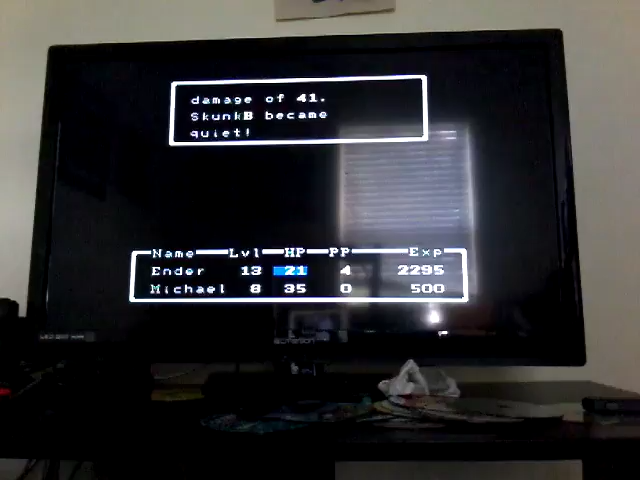 damage of 41.
SkunkB became
quiet!
Name Lvl HP PP Exp
Ender 13 21 4 2295
Michael 8 35 0 500